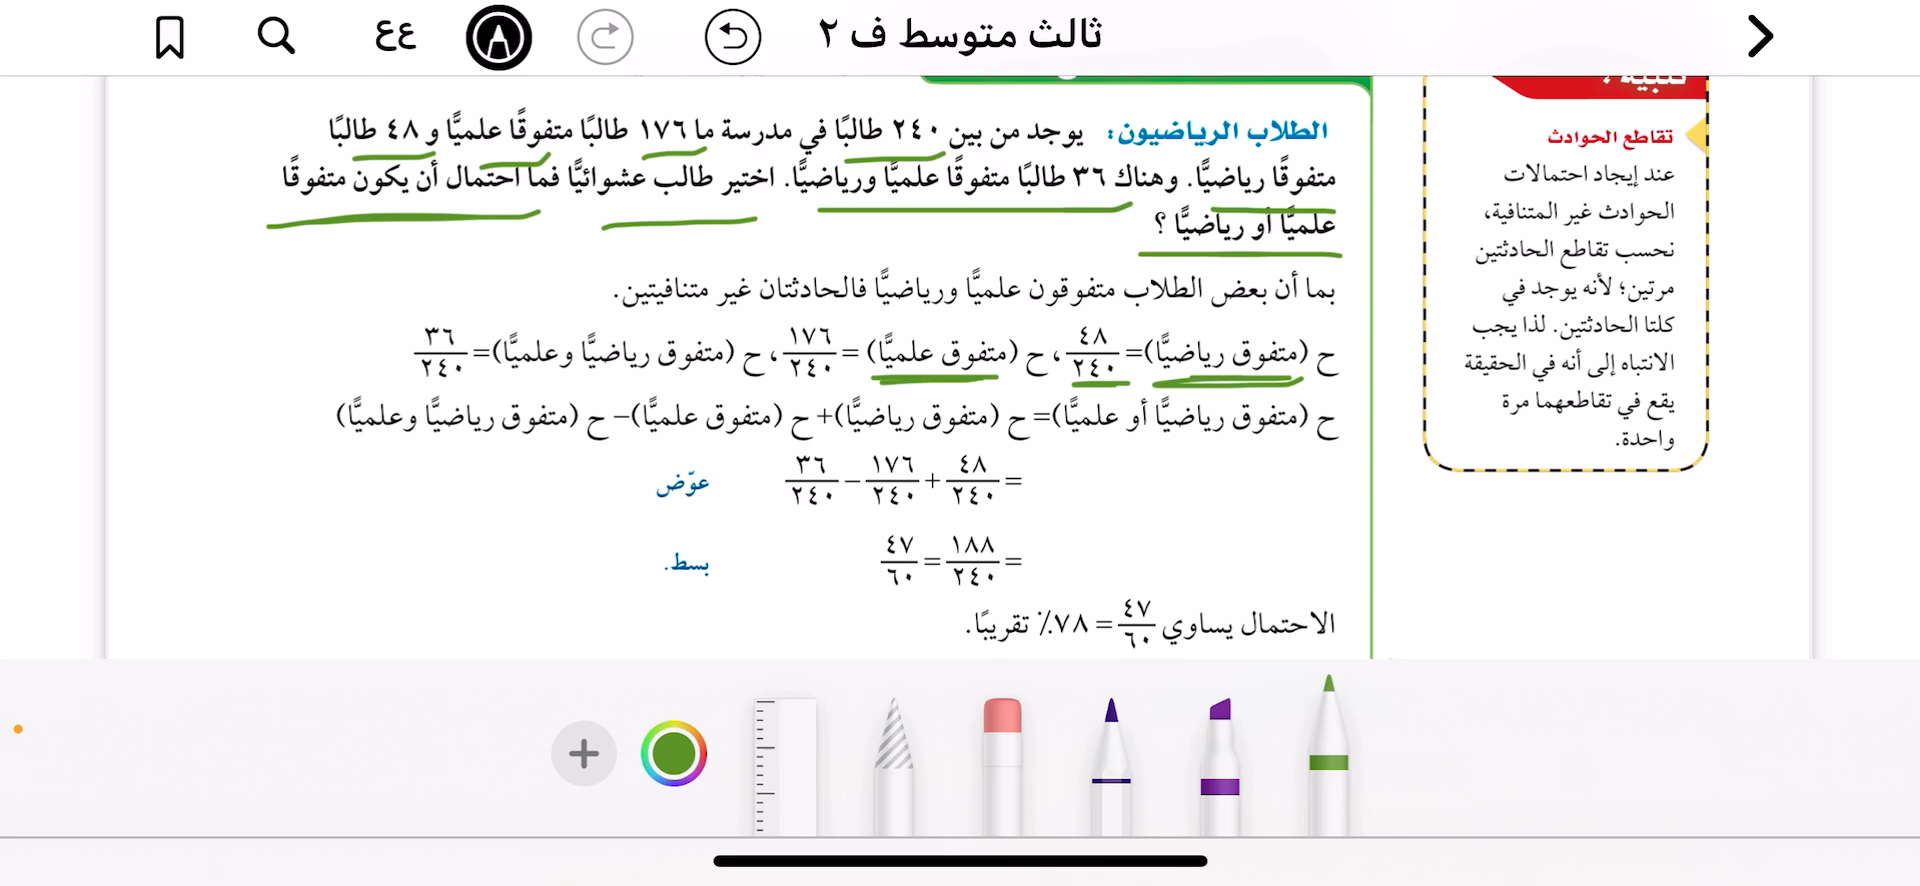 ثالث متوسط ف ٢
عع
تنبيه !
تقاطع الحوادث
عند إيجاد احتمالات
الحوادث غير المتنافية،
نحسب تقاطع الحادثتين
مرتين؛ لأنه يوجد في
كلتا الحادثتين. لذا يجب
الانتباه إلى أنه في الحقيقة
يقع في تقاطعهما مرة
واحدة.
الطلاب الرياضيون: يوجد من بين ٢٤٠ طالبًا في مدرسة ما ١٧٦ طالبًا متفوقًا علميًّا و ٤٨ طالبًا
متفوقًا رياضيًّا. وهناك ٣٦ طالبًا متفوقًا علميًّا ورياضيًّا. اختير طالب عشوائيًّا فما احتمال أن يكون متفوقًا
علميًّا أو رياضيًّا ؟
بما أن بعض الطلاب متفوقون علميًّا ورياضيًّا فالحادثتان غير متنافيتين.
ح (متفوق رياضيًّا)= ٤٨/٢٤٠ ، ح (متفوق علميًّا) = ١٧٦/٢٤٠ ، ح (متفوق رياضيًّا وعلميًّا)= ٣٦/٢٤٠
ح (متفوق رياضيًّا أو علميًّا)= ح (متفوق رياضيًّا)+ ح (متفوق علميًّا)– ح (متفوق رياضيًّا وعلميًّا)
= ٤٨/٢٤٠ + ١٧٦/٢٤٠ – ٣٦/٢٤٠ عوّض
= ١٨٨/٢٤٠ = ٤٧/٦٠ بسط.
الاحتمال يساوي ٤٧/٦٠ = ٧٨٪ تقريبًا.